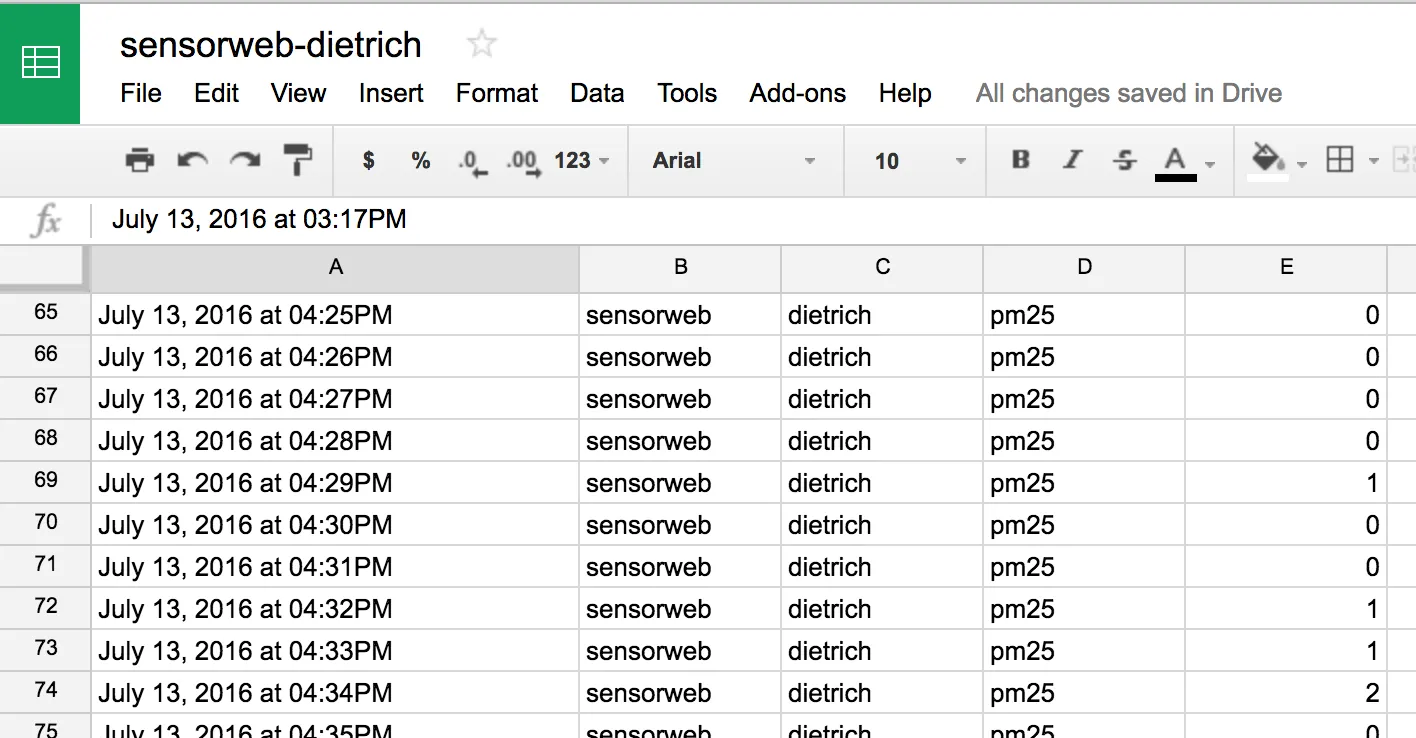 sensorweb-dietrich
File Edit View Insert Format Data Tools Add-ons Help All changes saved in Drive
$ % .0 .00 123 Arial 10 B I S A
fx July 13, 2016 at 03:17PM
A B C D E
65 July 13, 2016 at 04:25PM sensorweb dietrich pm25 0
66 July 13, 2016 at 04:26PM sensorweb dietrich pm25 0
67 July 13, 2016 at 04:27PM sensorweb dietrich pm25 0
68 July 13, 2016 at 04:28PM sensorweb dietrich pm25 0
69 July 13, 2016 at 04:29PM sensorweb dietrich pm25 1
70 July 13, 2016 at 04:30PM sensorweb dietrich pm25 0
71 July 13, 2016 at 04:31PM sensorweb dietrich pm25 0
72 July 13, 2016 at 04:32PM sensorweb dietrich pm25 1
73 July 13, 2016 at 04:33PM sensorweb dietrich pm25 1
74 July 13, 2016 at 04:34PM sensorweb dietrich pm25 2
75 July 13, 2016 at 04:35PM sensorweb dietrich pm25 0